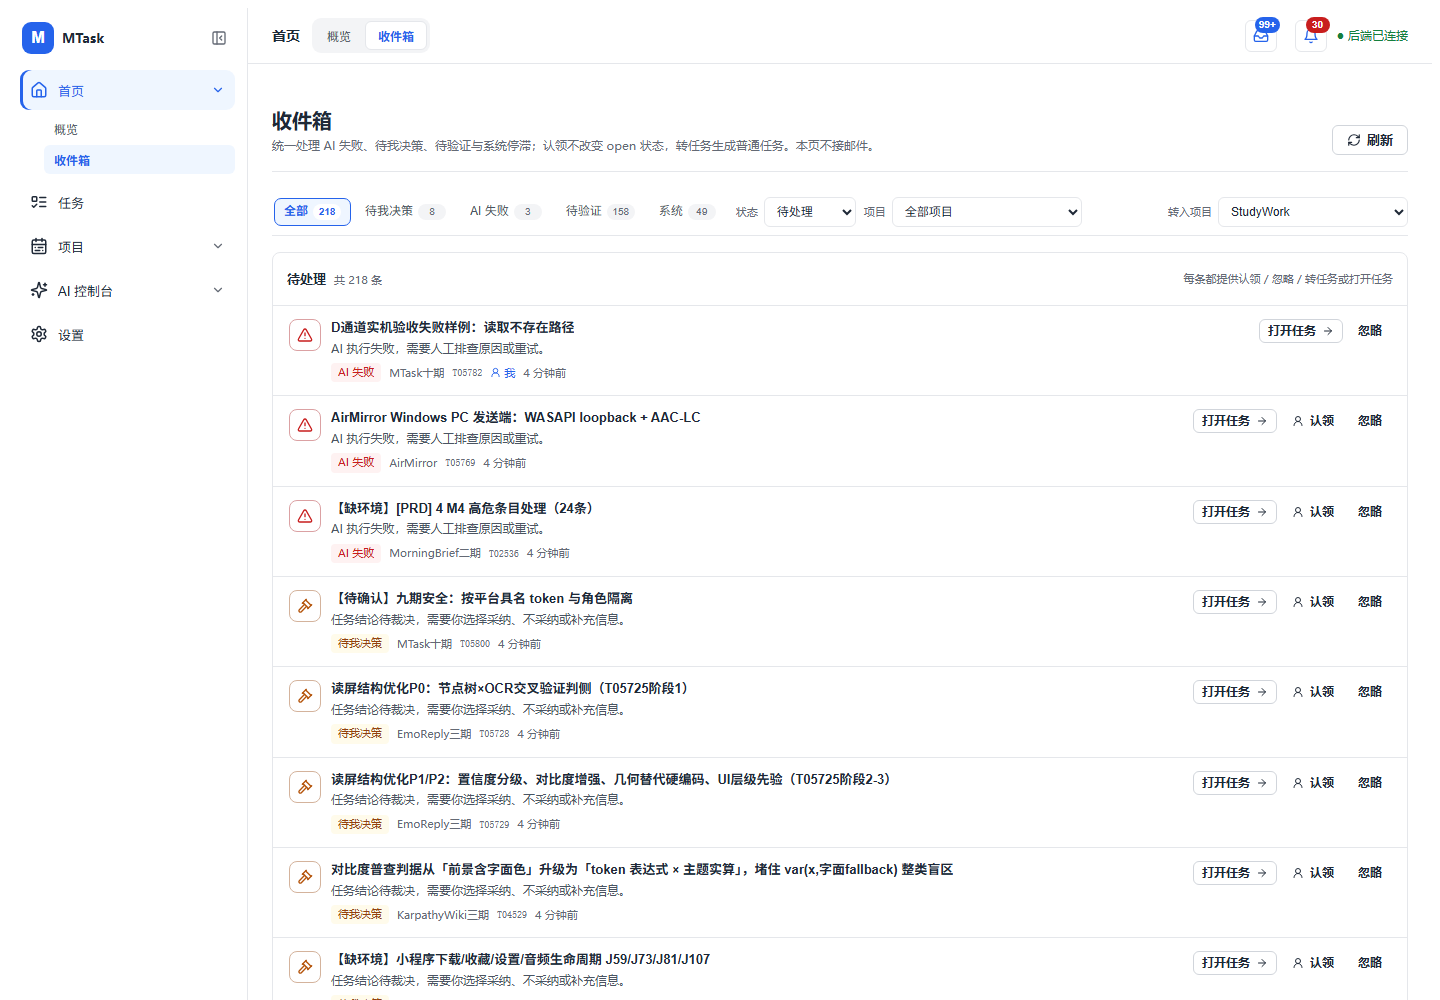 M MTask
首页
概览
收件箱
任务
项目
AI 控制台
设置
首页 概览 收件箱
99+ 30 后端已连接
收件箱
统一处理 AI 失败、待我决策、待验证与系统停滞；认领不改变 open 状态，转任务生成普通任务。本页不接邮件。
刷新
全部 218 待我决策 8 AI 失败 3 待验证 158 系统 49 状态 待处理 项目 全部项目 转入项目 StudyWork
待处理 共 218 条 每条都提供认领 / 忽略 / 转任务或打开任务
D通道实机验收失败样例：读取不存在路径
AI 执行失败，需要人工排查原因或重试。
AI 失败 MTask十期 T05782 我 4 分钟前
打开任务 → 忽略
AirMirror Windows PC 发送端：WASAPI loopback + AAC-LC
AI 执行失败，需要人工排查原因或重试。
AI 失败 AirMirror T05769 4 分钟前
打开任务 → 认领 忽略
【缺环境】[PRD] 4 M4 高危条目处理（24条）
AI 执行失败，需要人工排查原因或重试。
AI 失败 MorningBrief二期 T02536 4 分钟前
打开任务 → 认领 忽略
【待确认】九期安全：按平台具名 token 与角色隔离
任务结论待裁决，需要你选择采纳、不采纳或补充信息。
待我决策 MTask十期 T05800 4 分钟前
打开任务 → 认领 忽略
读屏结构优化P0：节点树×OCR交叉验证判侧（T05725阶段1）
任务结论待裁决，需要你选择采纳、不采纳或补充信息。
待我决策 EmoReply三期 T05728 4 分钟前
打开任务 → 认领 忽略
读屏结构优化P1/P2：置信度分级、对比度增强、几何替代硬编码、UI层级先验（T05725阶段2-3）
任务结论待裁决，需要你选择采纳、不采纳或补充信息。
待我决策 EmoReply三期 T05729 4 分钟前
打开任务 → 认领 忽略
对比度普查判据从「前景含字面色」升级为「token 表达式 × 主题实算」，堵住 var(x,字面fallback) 整类盲区
任务结论待裁决，需要你选择采纳、不采纳或补充信息。
待我决策 KarpathyWiki三期 T04529 4 分钟前
打开任务 → 认领 忽略
【缺环境】小程序下载/收藏/设置/音频生命周期 J59/J73/J81/J107
任务结论待裁决，需要你选择采纳、不采纳或补充信息。
打开任务 → 认领 忽略